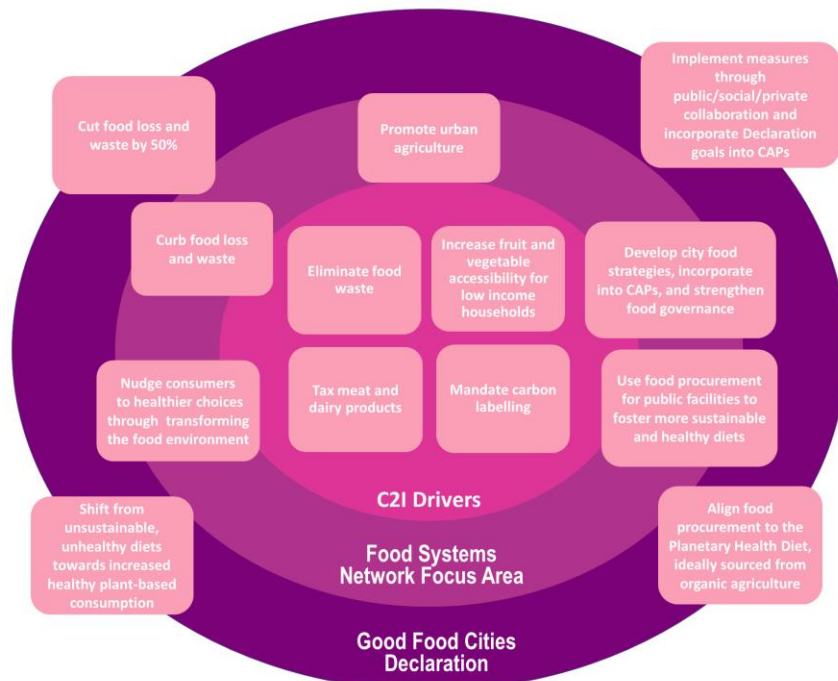 Implement measures
through
public/social/private
collaboration and
incorporate Declaration
goals into CAPs
Cut food loss and
waste by 50%
Promote urban
agriculture
Curb food loss
and waste
Eliminate food
waste
Increase fruit and
vegetable
accessibility for
low income
households
Develop city food
strategies, incorporate
into CAPs, and strengthen
food governance
Nudge consumers
to healthier choices
through transforming
the food environment
Tax meat and
dairy products
Mandate carbon
labelling
Use food procurement
for public facilities to
foster more sustainable
and healthy diets
C2I Drivers
Shift from
unsustainable,
unhealthy diets
towards increased
healthy plant-based
consumption
Food Systems
Network Focus Area
Align food
procurement to the
Planetary Health Diet,
ideally sourced from
organic agriculture
Good Food Cities
Declaration